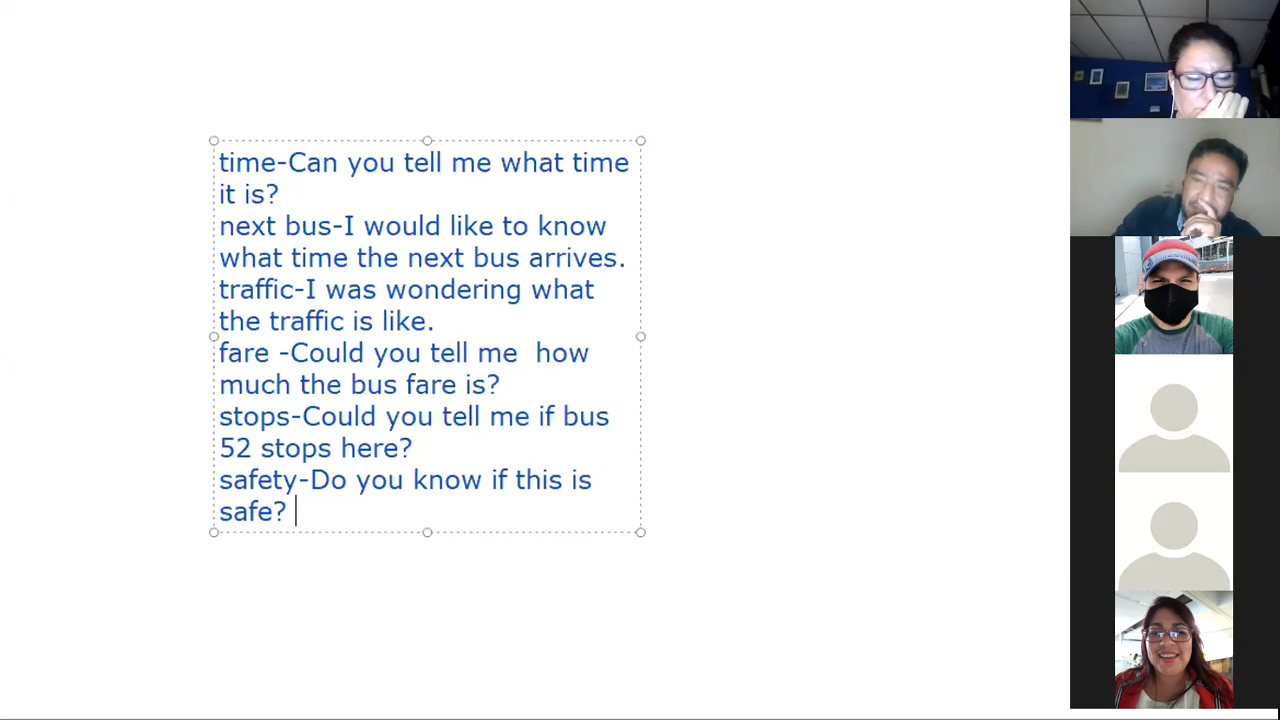 time-Can you tell me what time
it is?
next bus-I would like to know
what time the next bus arrives.
traffic-I was wondering what
the traffic is like.
fare -Could you tell me  how
much the bus fare is?
stops-Could you tell me if bus
52 stops here?
safety-Do you know if this is
safe?